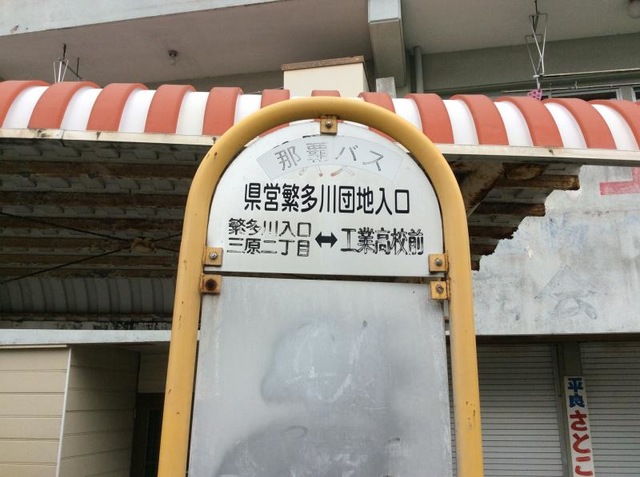 那覇バス
県営繁多川団地入口
繁多川入口
三原二丁目 ↔ 工業高校前
平良
さとこ